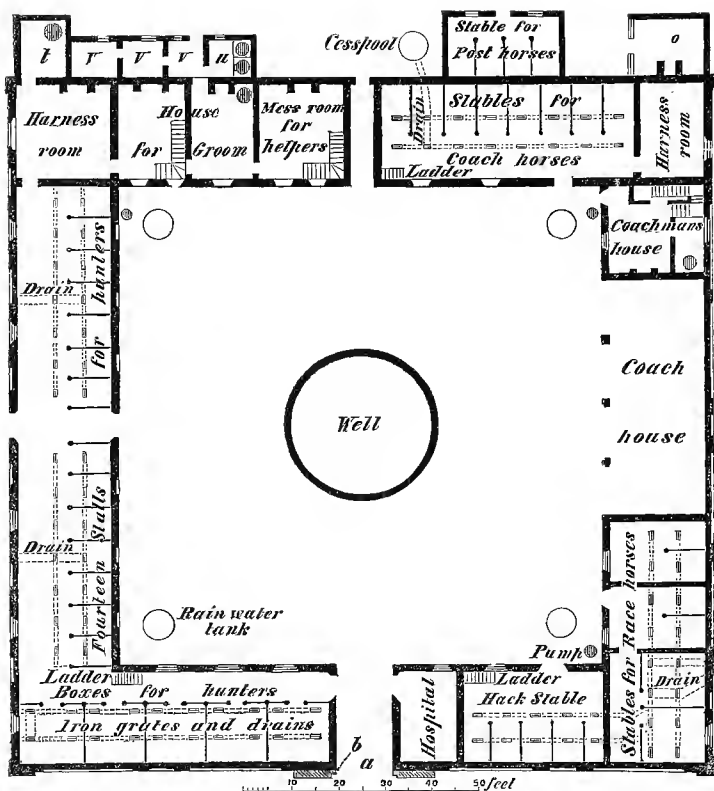 t
r
v
v
u
Cesspool
Stable for
Post horses
o
Harness
room
House
for
Groom
Mess room
for
helpers
Drain
Stables for
Coach horses
Ladder
Harness
room
Coachmans
house
Drain
Drain
Fourteen Stalls for hunters
Well
Coach
house
Rain water
tank
Pump
Stables for Race horses
Drain
Ladder
Boxes for hunters
Iron grates and drains
Hospital
Ladder
Hack Stable
b
a
10 20 30 40 50 feet